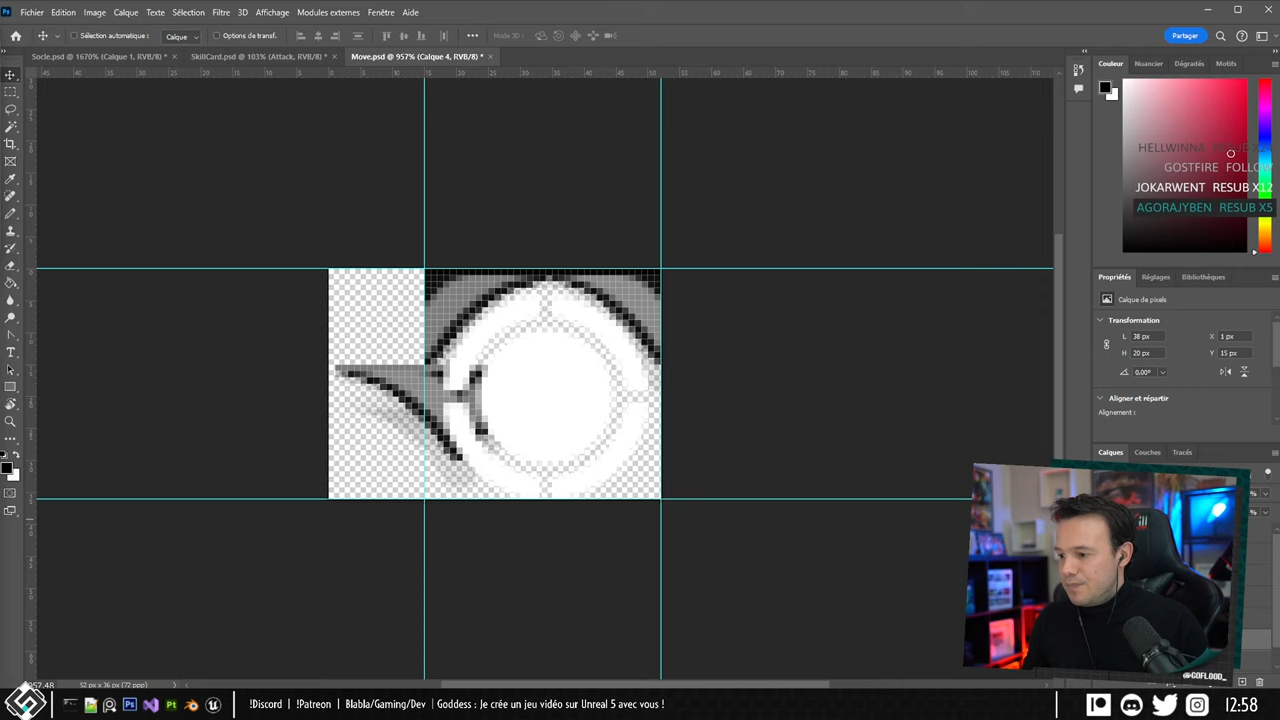 Fichier Edition Image Calque Texte Sélection Filtre 3D Affichage Modules externes Fenêtre Aide
Sélection automatique : Calque Options de transf. Mode 3D : Partager
Socle.psd @ 1670% (Calque 1, RVB/8) * SkillCard.psd @ 103% (Attack, RVB/8) * Move.psd @ 957% (Calque 4, RVB/8) *
Couleur Nuancier Dégradés Motifs
HELLWINNA
GOSTFIRE FOLLOW
JOKARWENT RESUB X12
AGORAJYBEN RESUB X5
Propriétés Réglages Bibliothèques
Calque de pixels
Transformation
L 38 px X 1 px
H 20 px Y 15 px
0,00°
Aligner et répartir
Alignement :
Calques Couches Tracés
52 px x 36 px (72 ppp)
@GOFLOOD_
!Discord / !Patreon / Blabla/Gaming/Dev / Goddess : Je crée un jeu vidéo sur Unreal 5 avec vous !
12:58